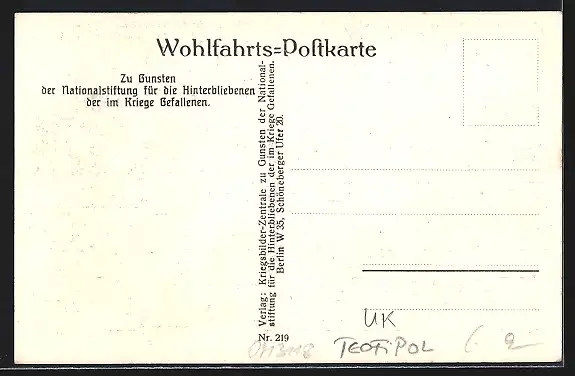 Wohlfahrts=Postkarte
Zu Gunsten
der Nationalstiftung für die Hinterbliebenen
der im Kriege Gefallenen.
Verlag: Kriegsbilder-Zentrale zu Gunsten der National-
stiftung für die Hinterbliebenen der im Kriege Gefallenen.
Berlin W 35, Schöneberger Ufer 20.
Nr. 219
UK
TEOTIPOL